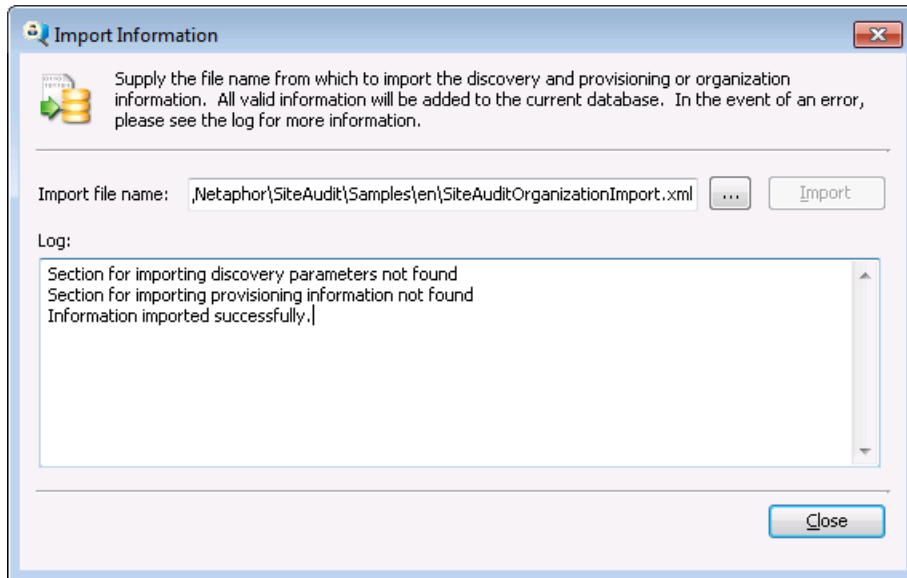 Import Information
Supply the file name from which to import the discovery and provisioning or organization
information. All valid information will be added to the current database. In the event of an error,
please see the log for more information.
Import file name: ,Netaphor\SiteAudit\Samples\en\SiteAuditOrganizationImport.xml ... Import
Log:
Section for importing discovery parameters not found
Section for importing provisioning information not found
Information imported successfully.
Close